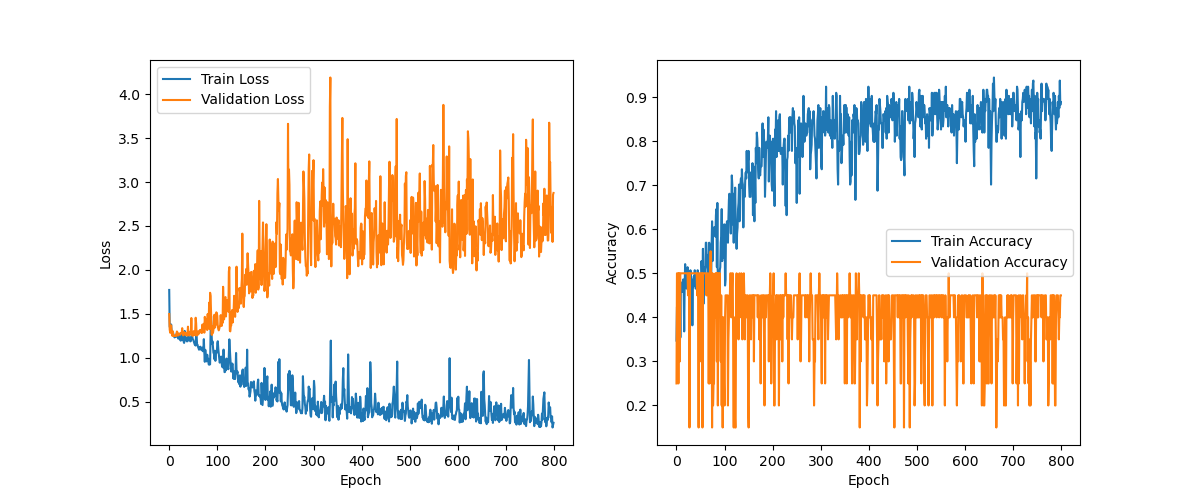 Train Loss
Validation Loss
4.0
3.5
3.0
2.5
2.0
1.5
1.0
0.5
Loss
0 100 200 300 400 500 600 700 800
Epoch
Train Accuracy
Validation Accuracy
0.9
0.8
0.7
0.6
0.5
0.4
0.3
0.2
Accuracy
0 100 200 300 400 500 600 700 800
Epoch